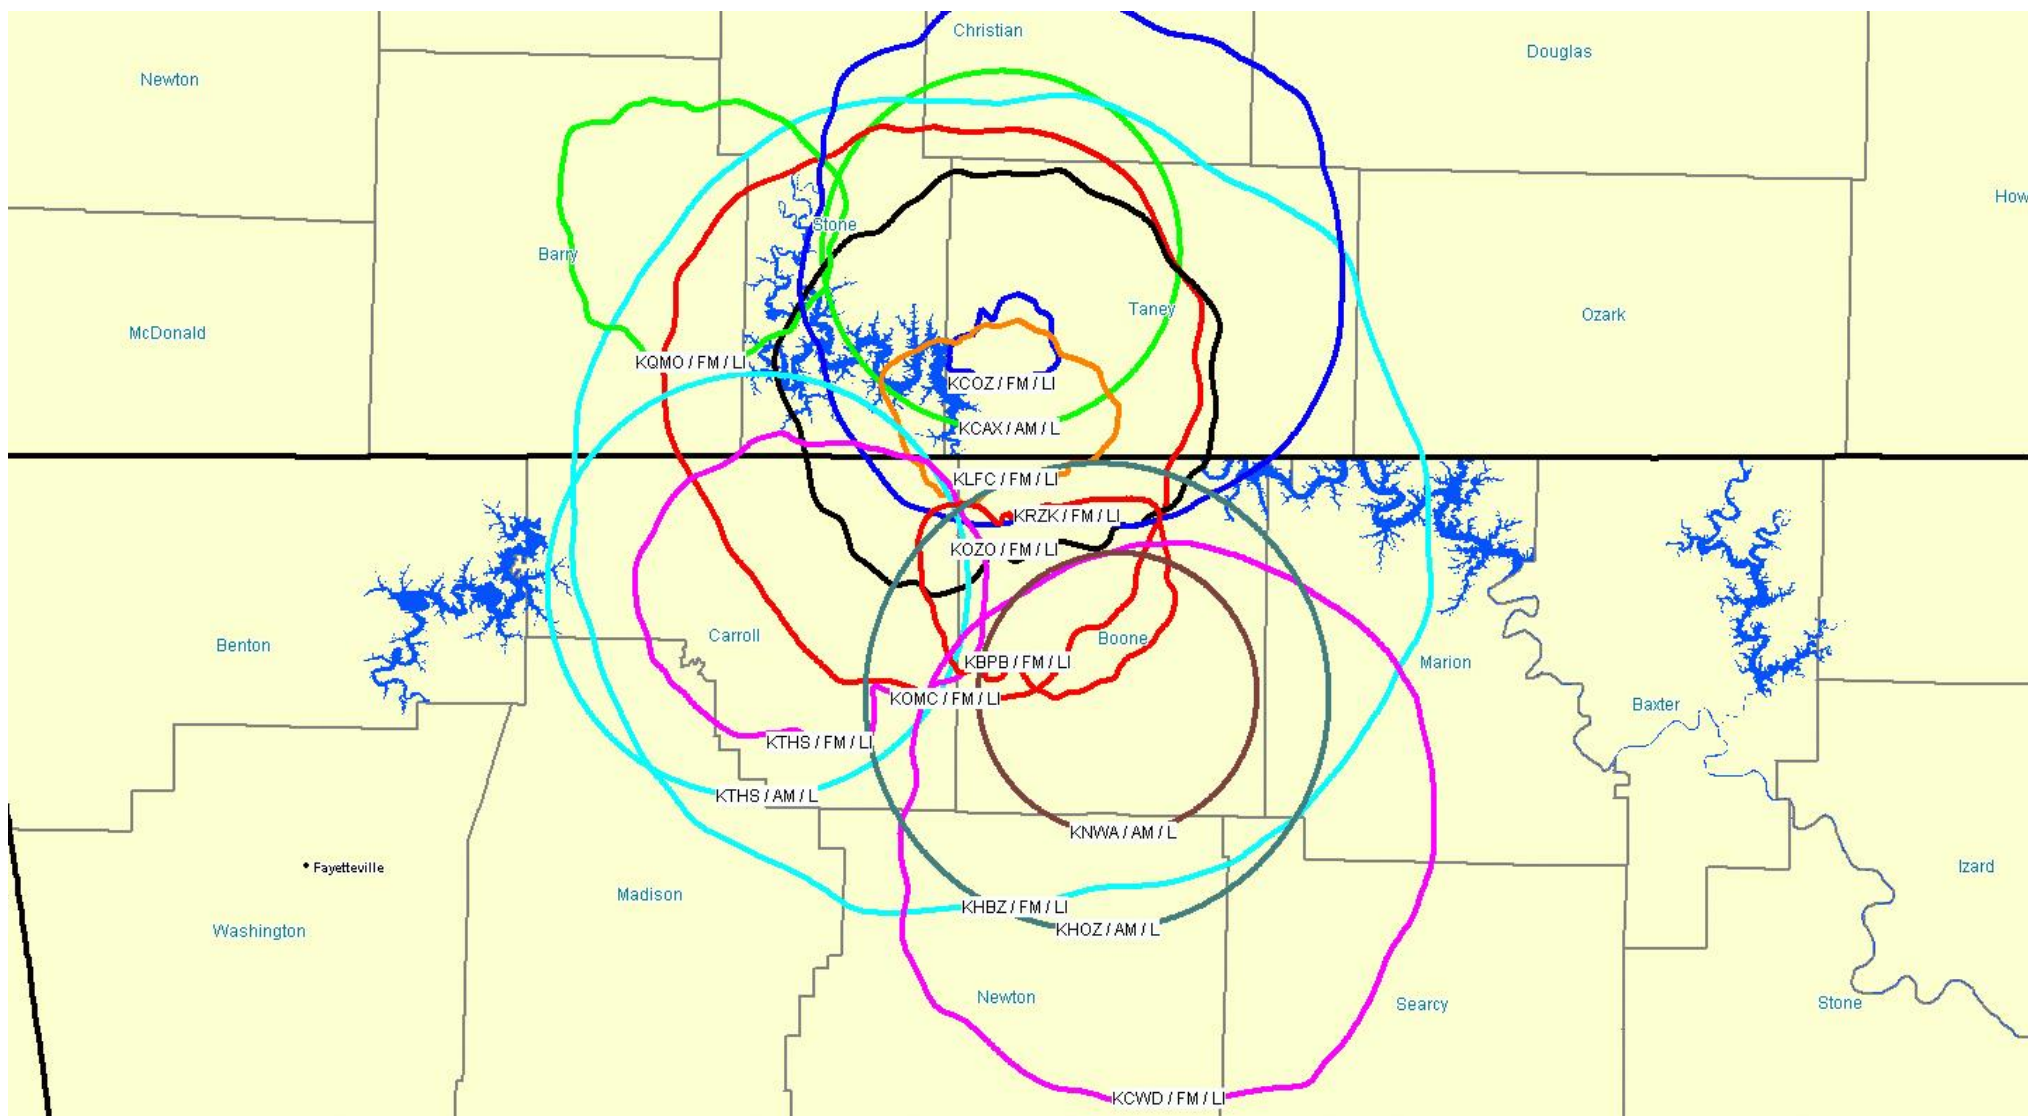 Christian
Douglas
Newton
How
Stone
Barry
Taney
Ozark
McDonald
KQMO / FM / LI
KCOZ / FM / LI
KCAX / AM / L
KLFC / FM / LI
KRZK / FM / LI
KOZO / FM / LI
Carroll
Boone
Benton
KBPB / FM / LI
Marion
KOMC / FM / LI
Baxter
KTHS / FM / LI
KTHS / AM / L
KNWA / AM / L
Fayetteville
Izard
Madison
KHBZ / FM / LI
Washington
KHOZ / AM / L
Newton
Searcy
Stone
KCWD / FM / LI